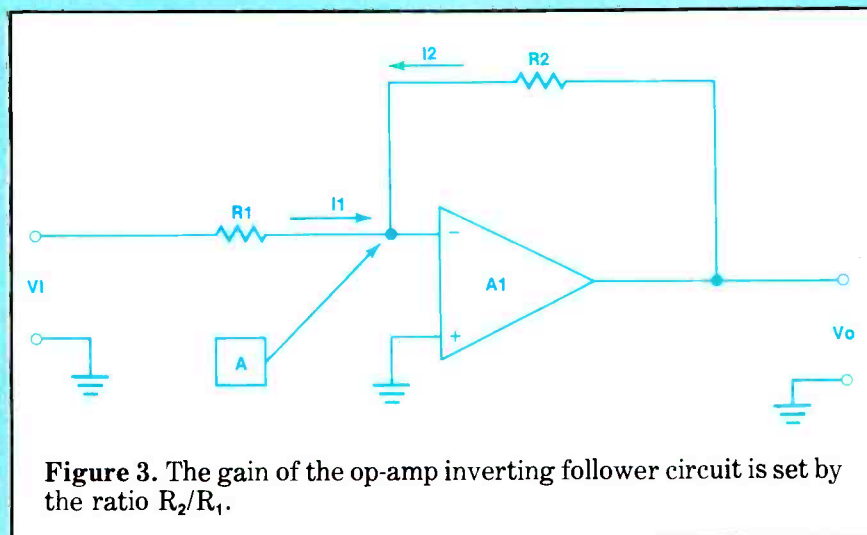 I2
R2
R1
I1
VI
−
A1
+
A
Vo
Figure 3. The gain of the op-amp inverting follower circuit is set by
the ratio R₂/R₁.